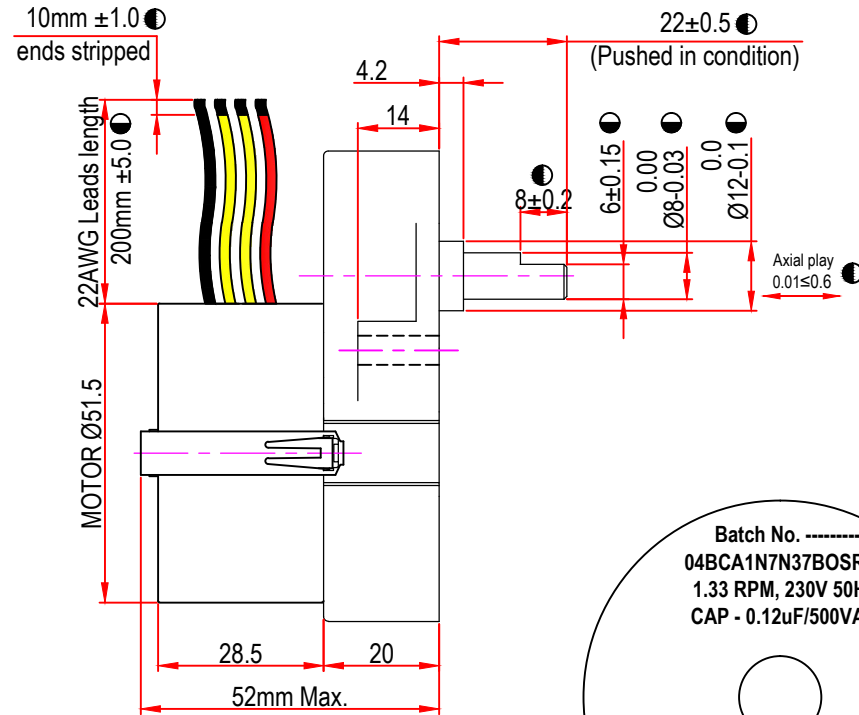 10mm ±1.0
ends stripped
22±0.5
(Pushed in condition)
4.2
14
22AWG Leads length
200mm ±5.0
8±0.2
6±0.15
0.00
Ø8-0.03
0.0
Ø12-0.1
Axial play
0.01≤0.6
MOTOR Ø51.5
28.5
20
52mm Max.
Batch No. ---------
04BCA1N7N37BOSR
1.33 RPM, 230V 50H
CAP - 0.12uF/500VA